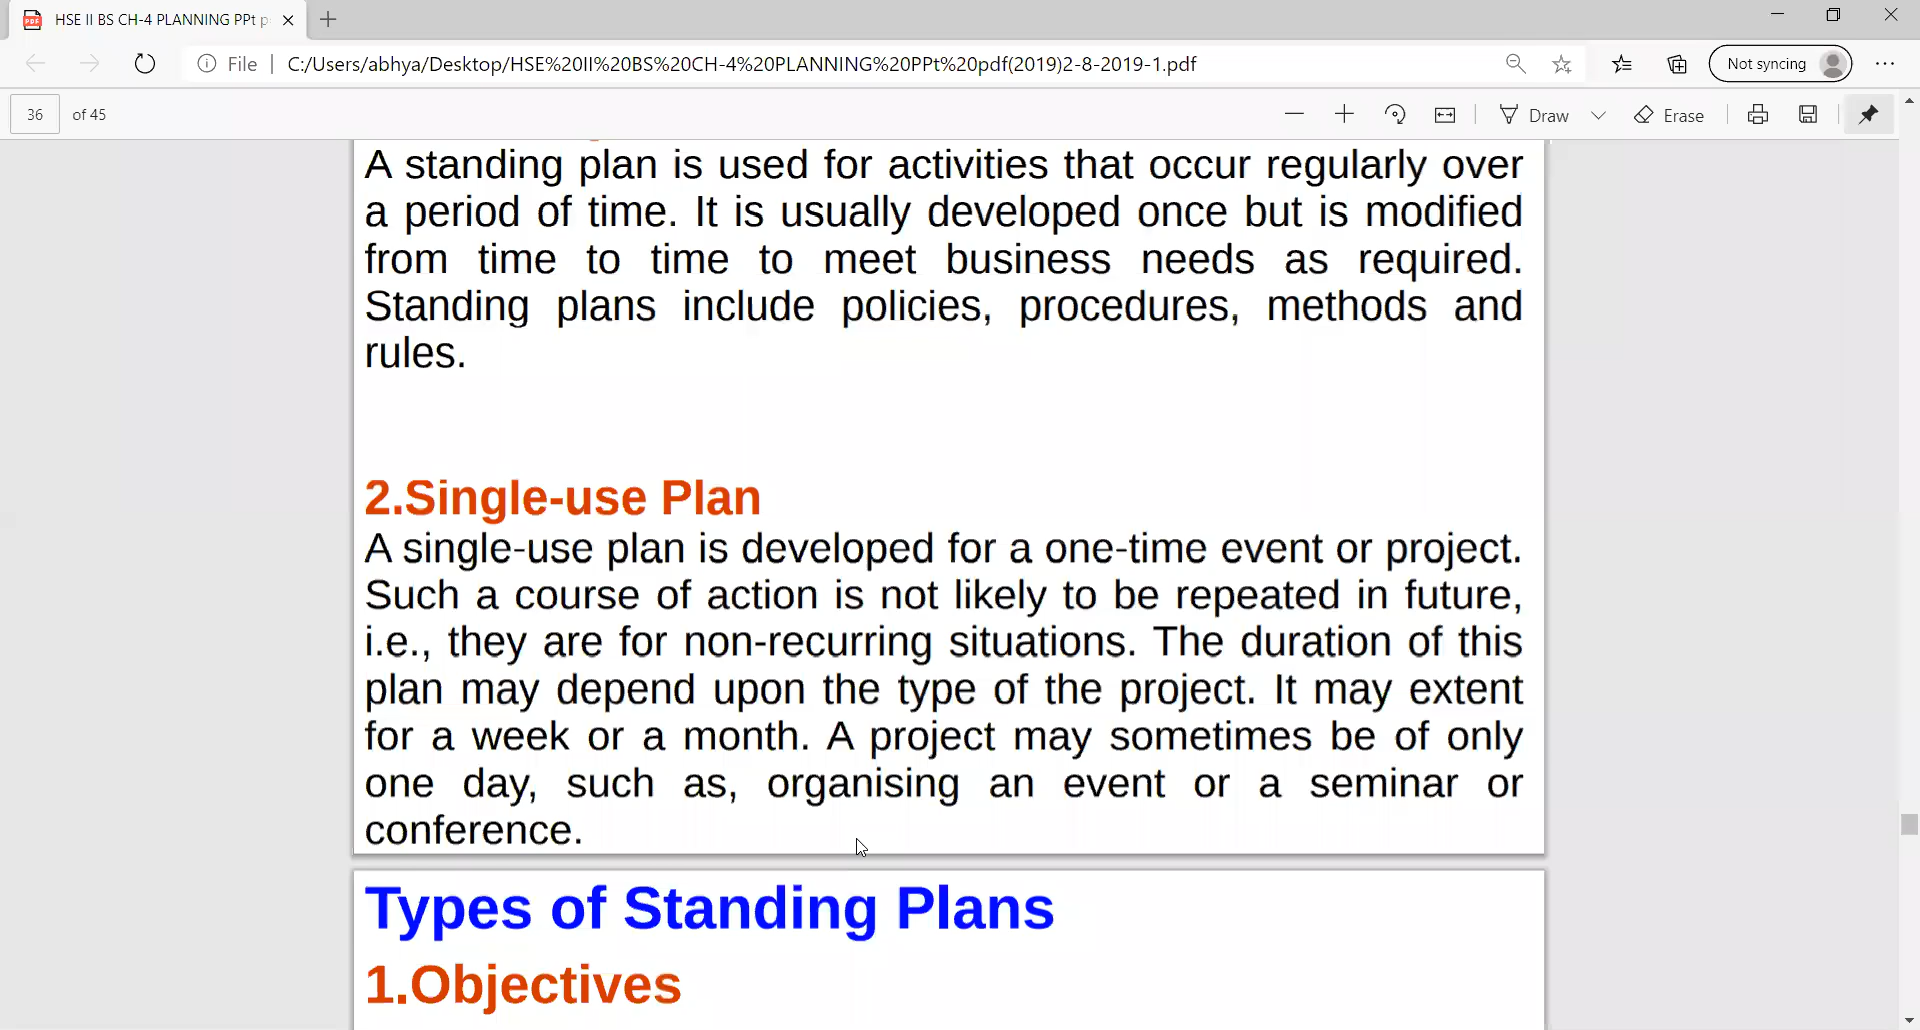 HSE II BS CH-4 PLANNING PPt p
File
C:/Users/abhya/Desktop/HSE%20II%20BS%20CH-4%20PLANNING%20PPt%20pdf(2019)2-8-2019-1.pdf
Not syncing
36 of 45
Draw
Erase
A standing plan is used for activities that occur regularly over
a period of time. It is usually developed once but is modified
from time to time to meet business needs as required.
Standing plans include policies, procedures, methods and
rules.
2.Single-use Plan
A single-use plan is developed for a one-time event or project.
Such a course of action is not likely to be repeated in future,
i.e., they are for non-recurring situations. The duration of this
plan may depend upon the type of the project. It may extent
for a week or a month. A project may sometimes be of only
one day, such as, organising an event or a seminar or
conference.
Types of Standing Plans
1.Objectives